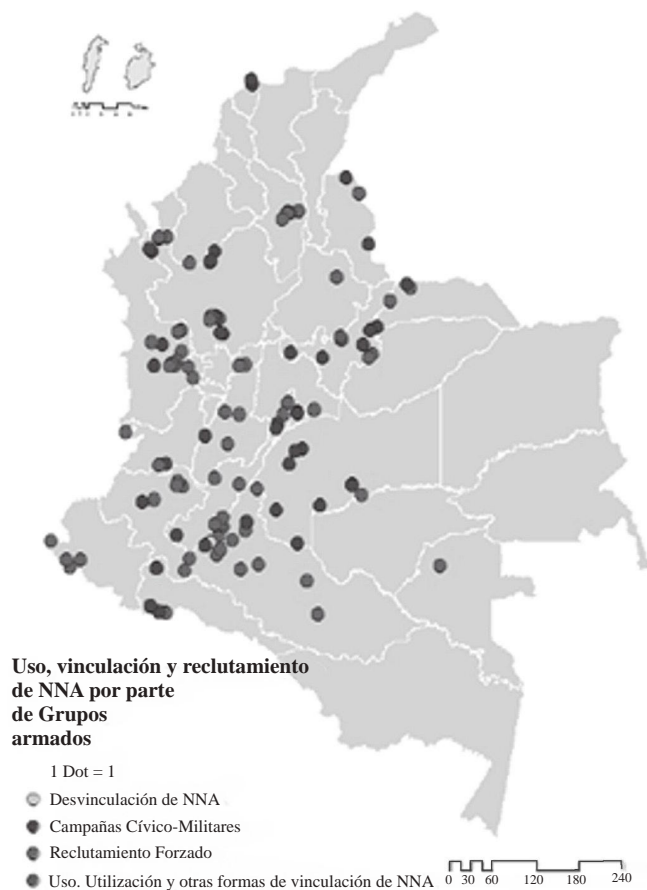 Uso, vinculación y reclutamiento
de NNA por parte
de Grupos
armados
1 Dot = 1
Desvinculación de NNA
Campañas Cívico-Militares
Reclutamiento Forzado
Uso. Utilización y otras formas de vinculación de NNA
0 30 60 120 180 240